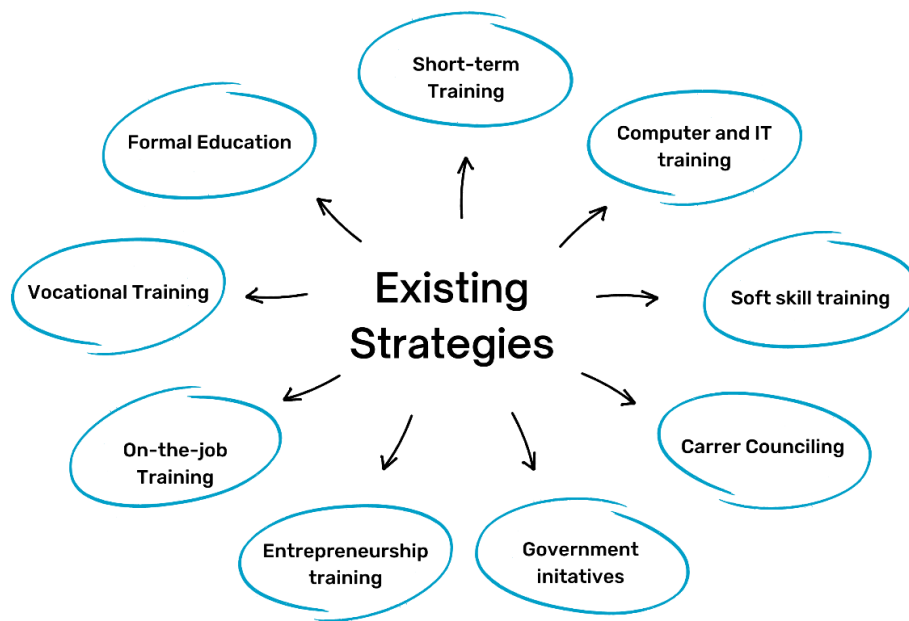 Short-term
Training
Computer and IT
training
Formal Education
Soft skill training
Vocational Training
Existing
Strategies
Carrer Counciling
On-the-job
Training
Entrepreneurship
training
Government
initatives